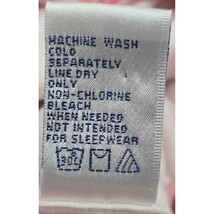 MACHINE WASH
COLD
SEPARATELY
LINE DRY
ONLY
NON-CHLORINE
BLEACH
WHEN NEEDED
NOT INTENDED
FOR SLEEPWEAR
30C